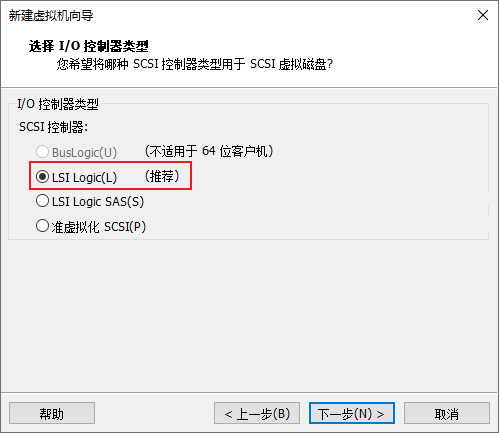 新建虚拟机向导
选择 I/O 控制器类型
您希望将哪种 SCSI 控制器类型用于 SCSI 虚拟磁盘?
I/O 控制器类型
SCSI 控制器:
BusLogic(U) (不适用于 64 位客户机)
LSI Logic(L) (推荐)
LSI Logic SAS(S)
准虚拟化 SCSI(P)
帮助 < 上一步(B) 下一步(N) > 取消